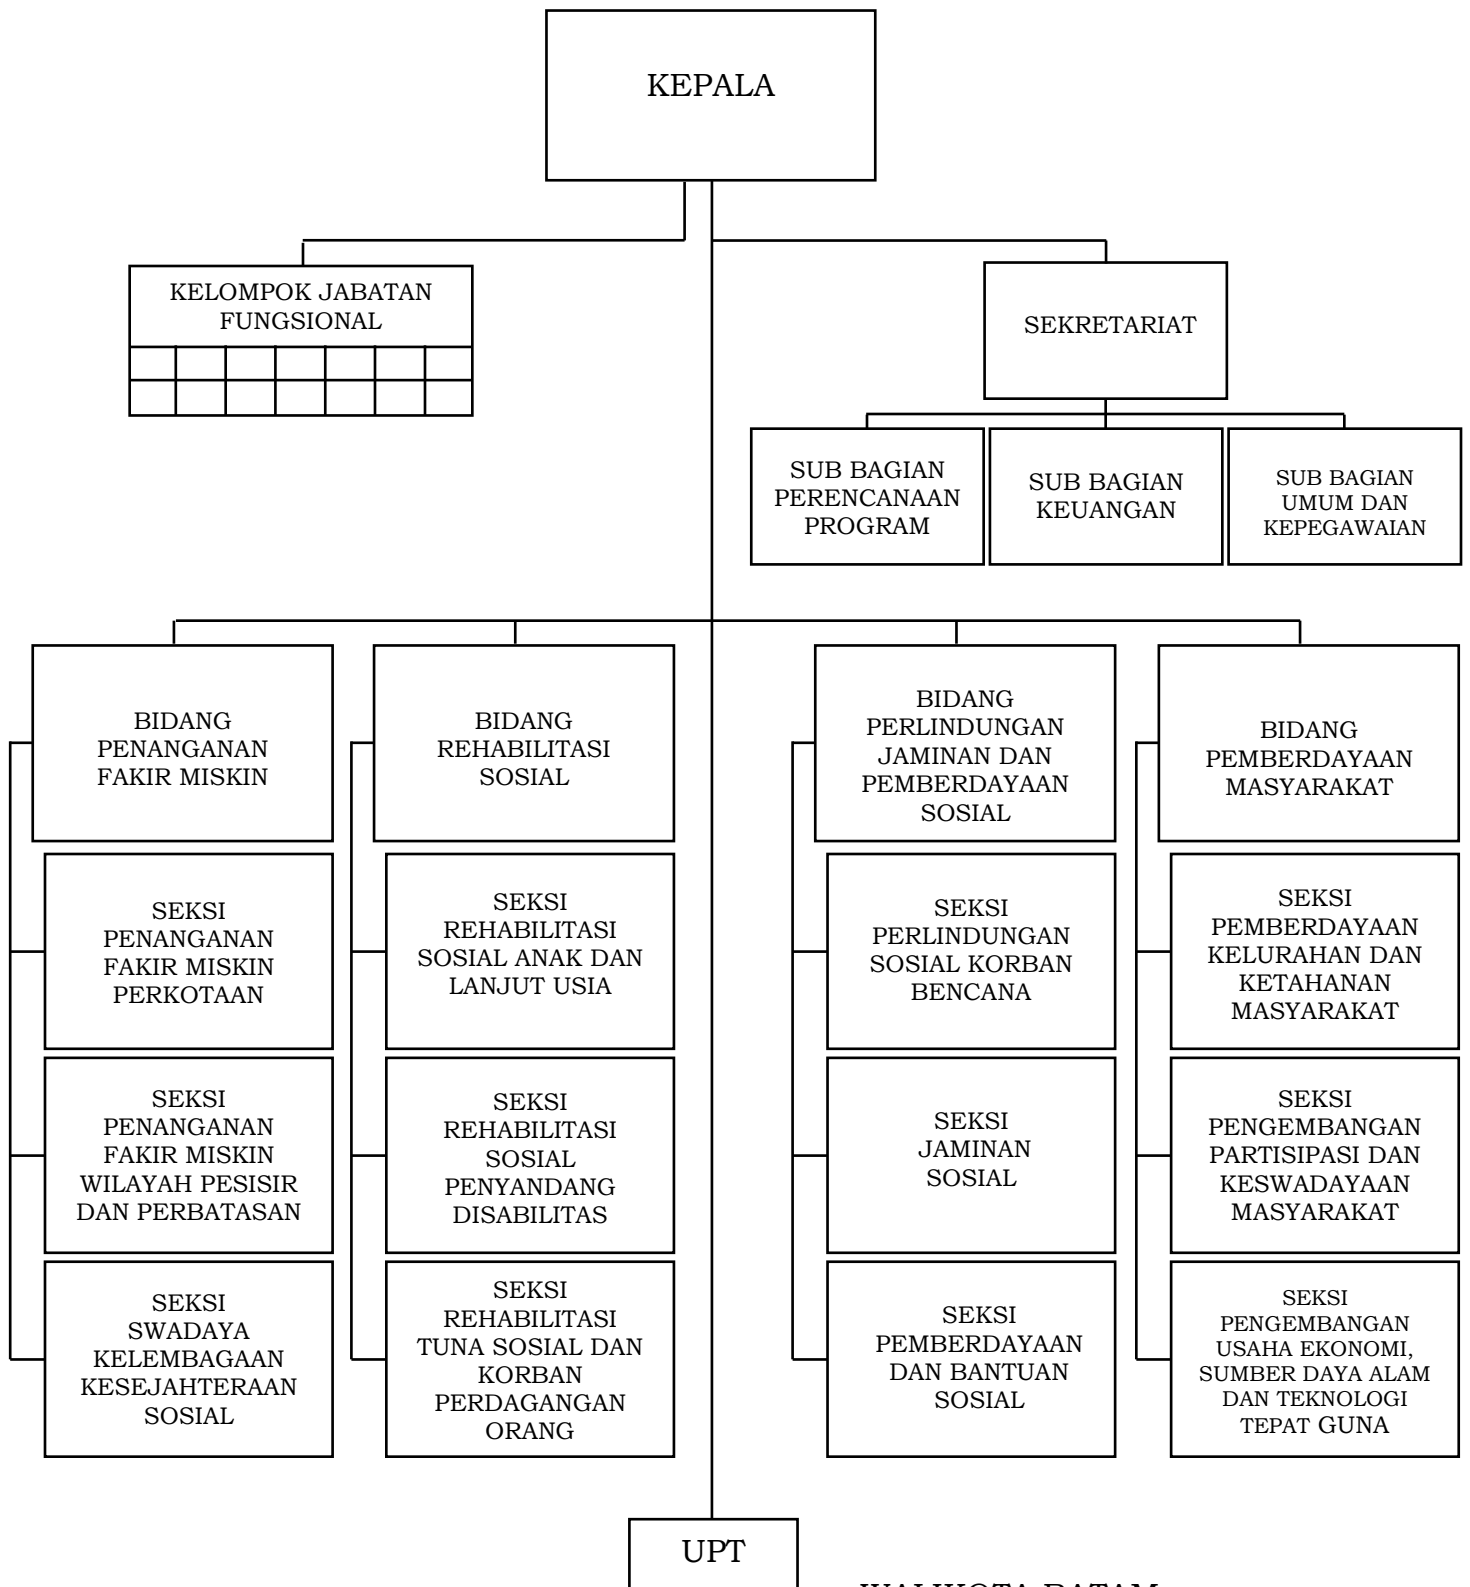 KEPALA
KELOMPOK JABATAN
FUNGSIONAL
SEKRETARIAT
SUB BAGIAN
PERENCANAAN
PROGRAM
SUB BAGIAN
KEUANGAN
SUB BAGIAN
UMUM DAN
KEPEGAWAIAN
BIDANG
PENANGANAN
FAKIR MISKIN
BIDANG
REHABILITASI
SOSIAL
BIDANG
PERLINDUNGAN
JAMINAN DAN
PEMBERDAYAAN
SOSIAL
BIDANG
PEMBERDAYAAN
MASYARAKAT
SEKSI
PENANGANAN
FAKIR MISKIN
PERKOTAAN
SEKSI
REHABILITASI
SOSIAL ANAK DAN
LANJUT USIA
SEKSI
PERLINDUNGAN
SOSIAL KORBAN
BENCANA
SEKSI
PEMBERDAYAAN
KELURAHAN DAN
KETAHANAN
MASYARAKAT
SEKSI
PENANGANAN
FAKIR MISKIN
WILAYAH PESISIR
DAN PERBATASAN
SEKSI
REHABILITASI
SOSIAL
PENYANDANG
DISABILITAS
SEKSI
JAMINAN
SOSIAL
SEKSI
PENGEMBANGAN
PARTISIPASI DAN
KESWADAYAAN
MASYARAKAT
SEKSI
SWADAYA
KELEMBAGAAN
KESEJAHTERAAN
SOSIAL
SEKSI
REHABILITASI
TUNA SOSIAL DAN
KORBAN
PERDAGANGAN
ORANG
SEKSI
PEMBERDAYAAN
DAN BANTUAN
SOSIAL
SEKSI
PENGEMBANGAN
USAHA EKONOMI,
SUMBER DAYA ALAM
DAN TEKNOLOGI
TEPAT GUNA
UPT
WALIKOTA BATAM